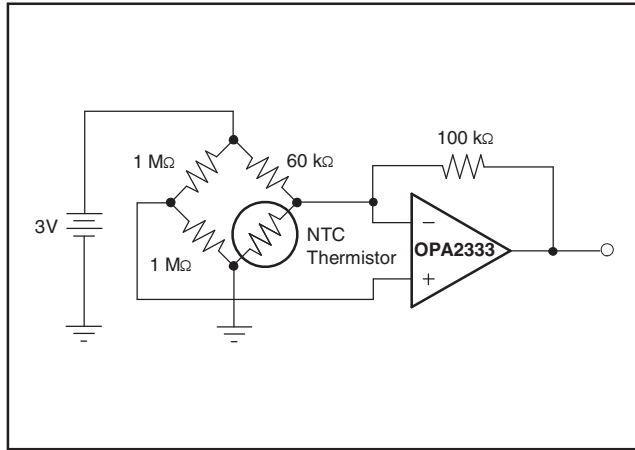 100 kΩ
1 MΩ
60 kΩ
3V
1 MΩ
NTC
Thermistor
−
OPA2333
+